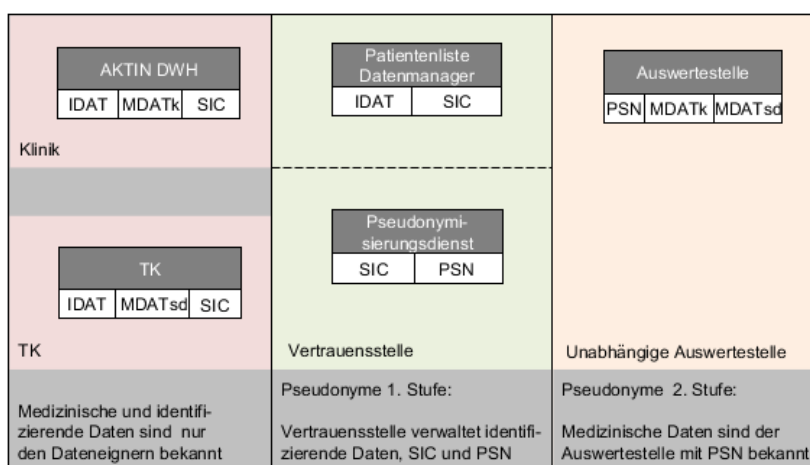 AKTIN DWH
IDAT MDATk SIC
Klinik
TK
IDAT MDATsd SIC
TK
Medizinische und identifi-
zierende Daten sind nur
den Dateneignern bekannt
Patientenliste
Datenmanager
IDAT SIC
Pseudonymi-
sierungsdienst
SIC PSN
Vertrauensstelle
Pseudonyme 1. Stufe:
Vertrauensstelle verwaltet identifi-
zierende Daten, SIC und PSN
Auswertestelle
PSN MDATk MDATsd
Unabhängige Auswertestelle
Pseudonyme 2. Stufe:
Medizinische Daten sind der
Auswertestelle mit PSN bekannt